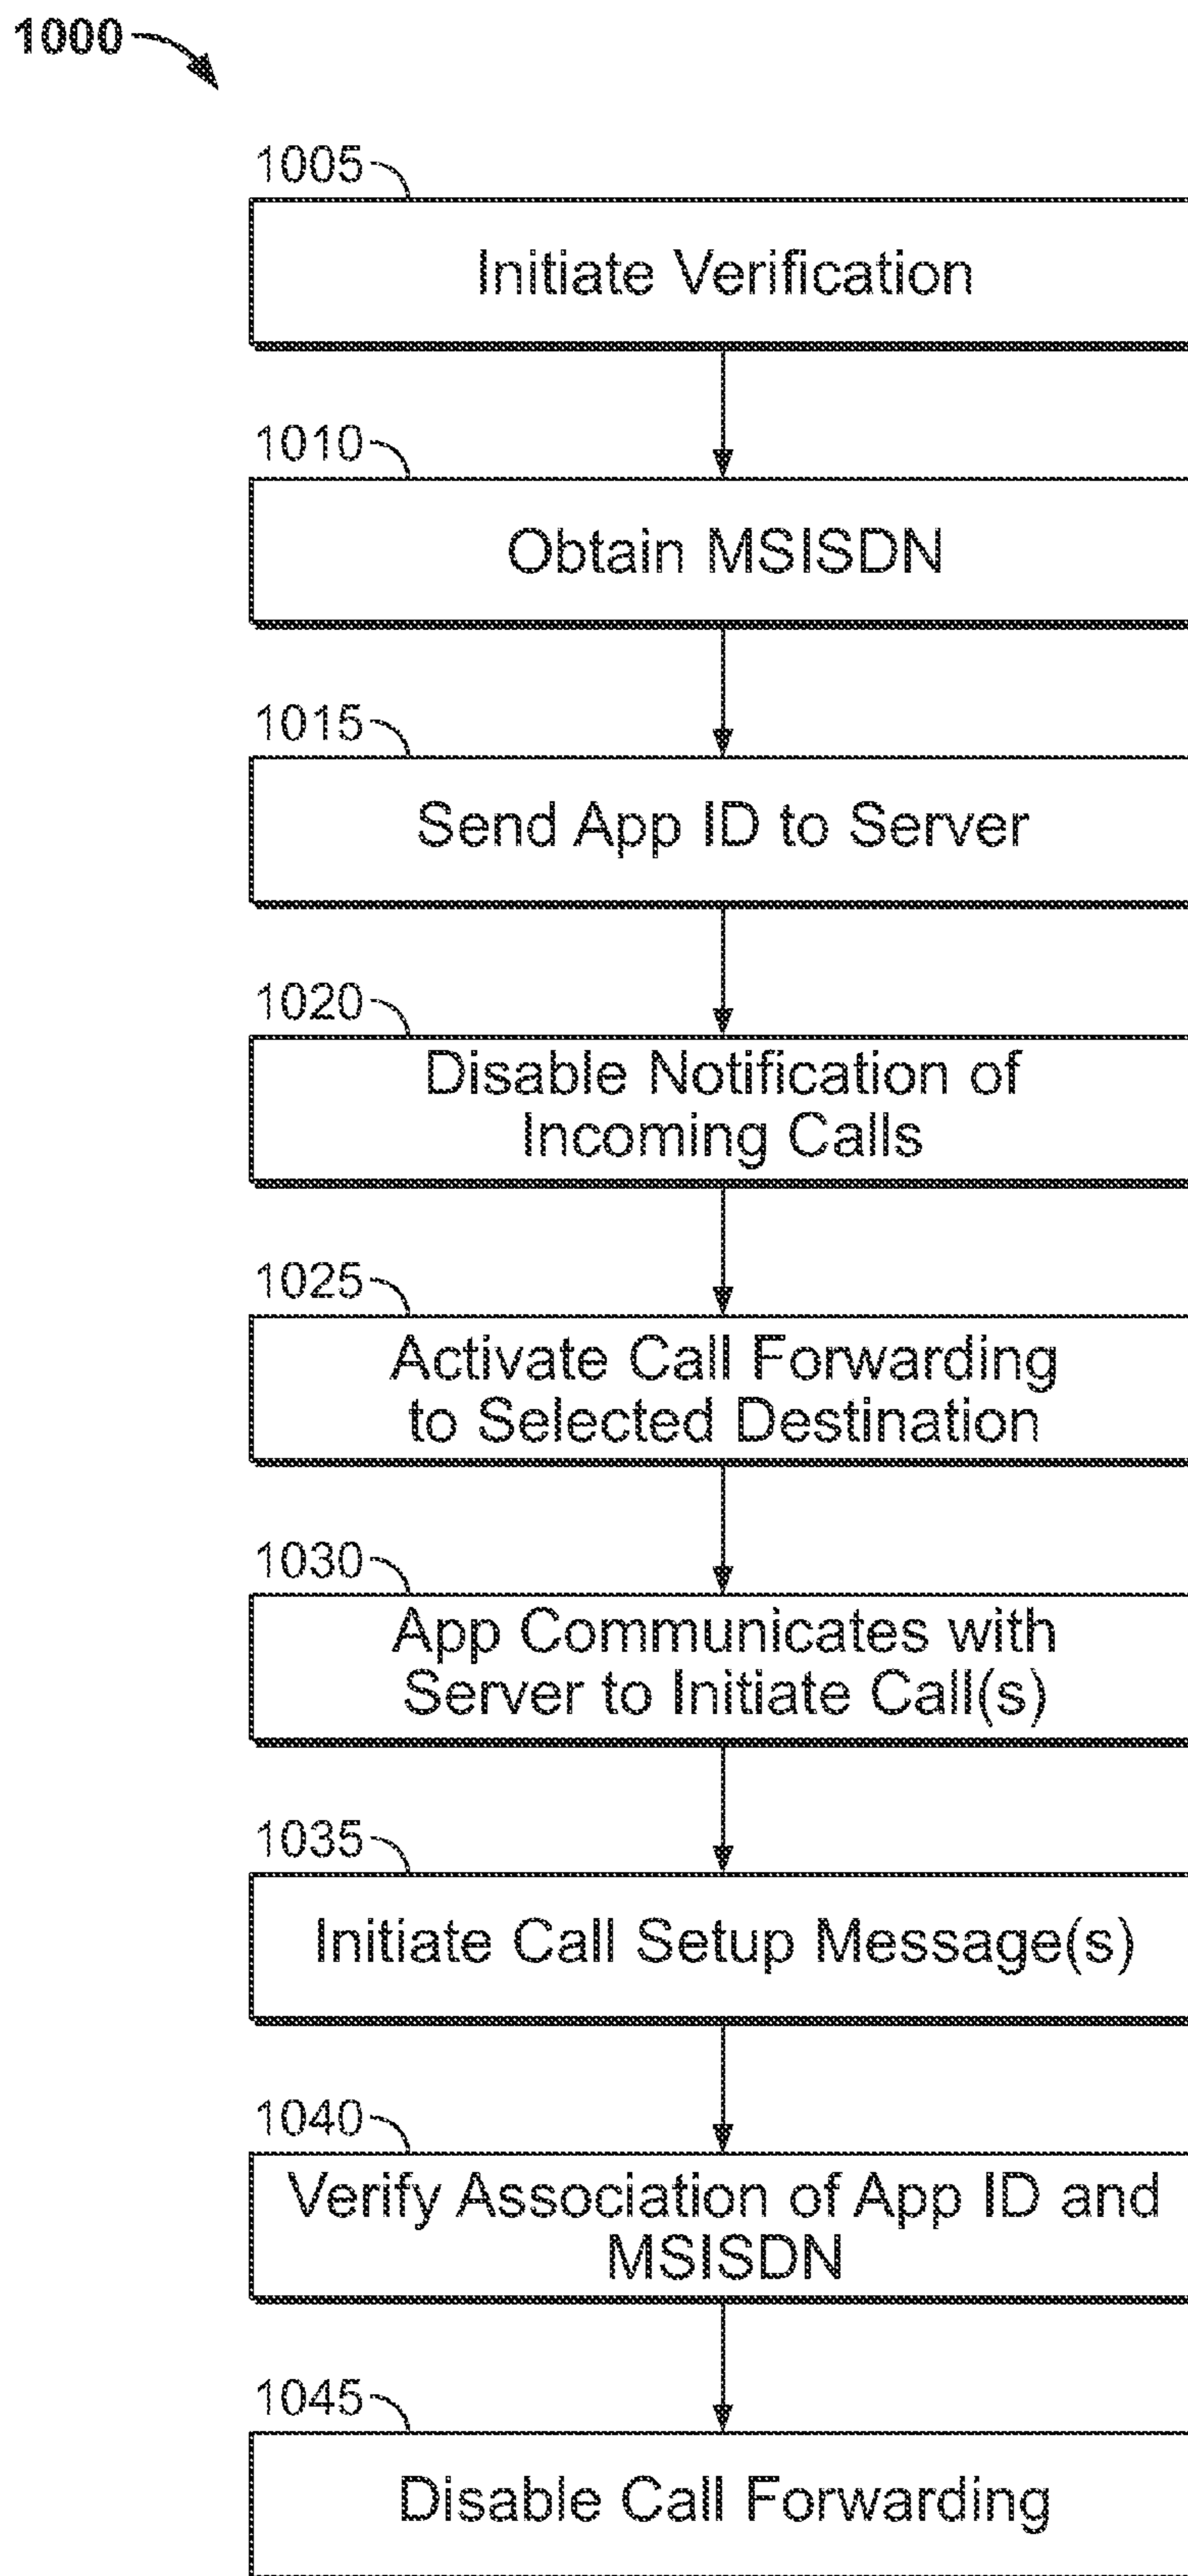 1000
1005
Initiate Verification
1010
Obtain MSISDN
1015
Send App ID to Server
1020
Disable Notification of
Incoming Calls
1025
Activate Call Forwarding
to Selected Destination
1030
App Communicates with
Server to Initiate Call(s)
1035
Initiate Call Setup Message(s)
1040
Verify Association of App ID and
MSISDN
1045
Disable Call Forwarding